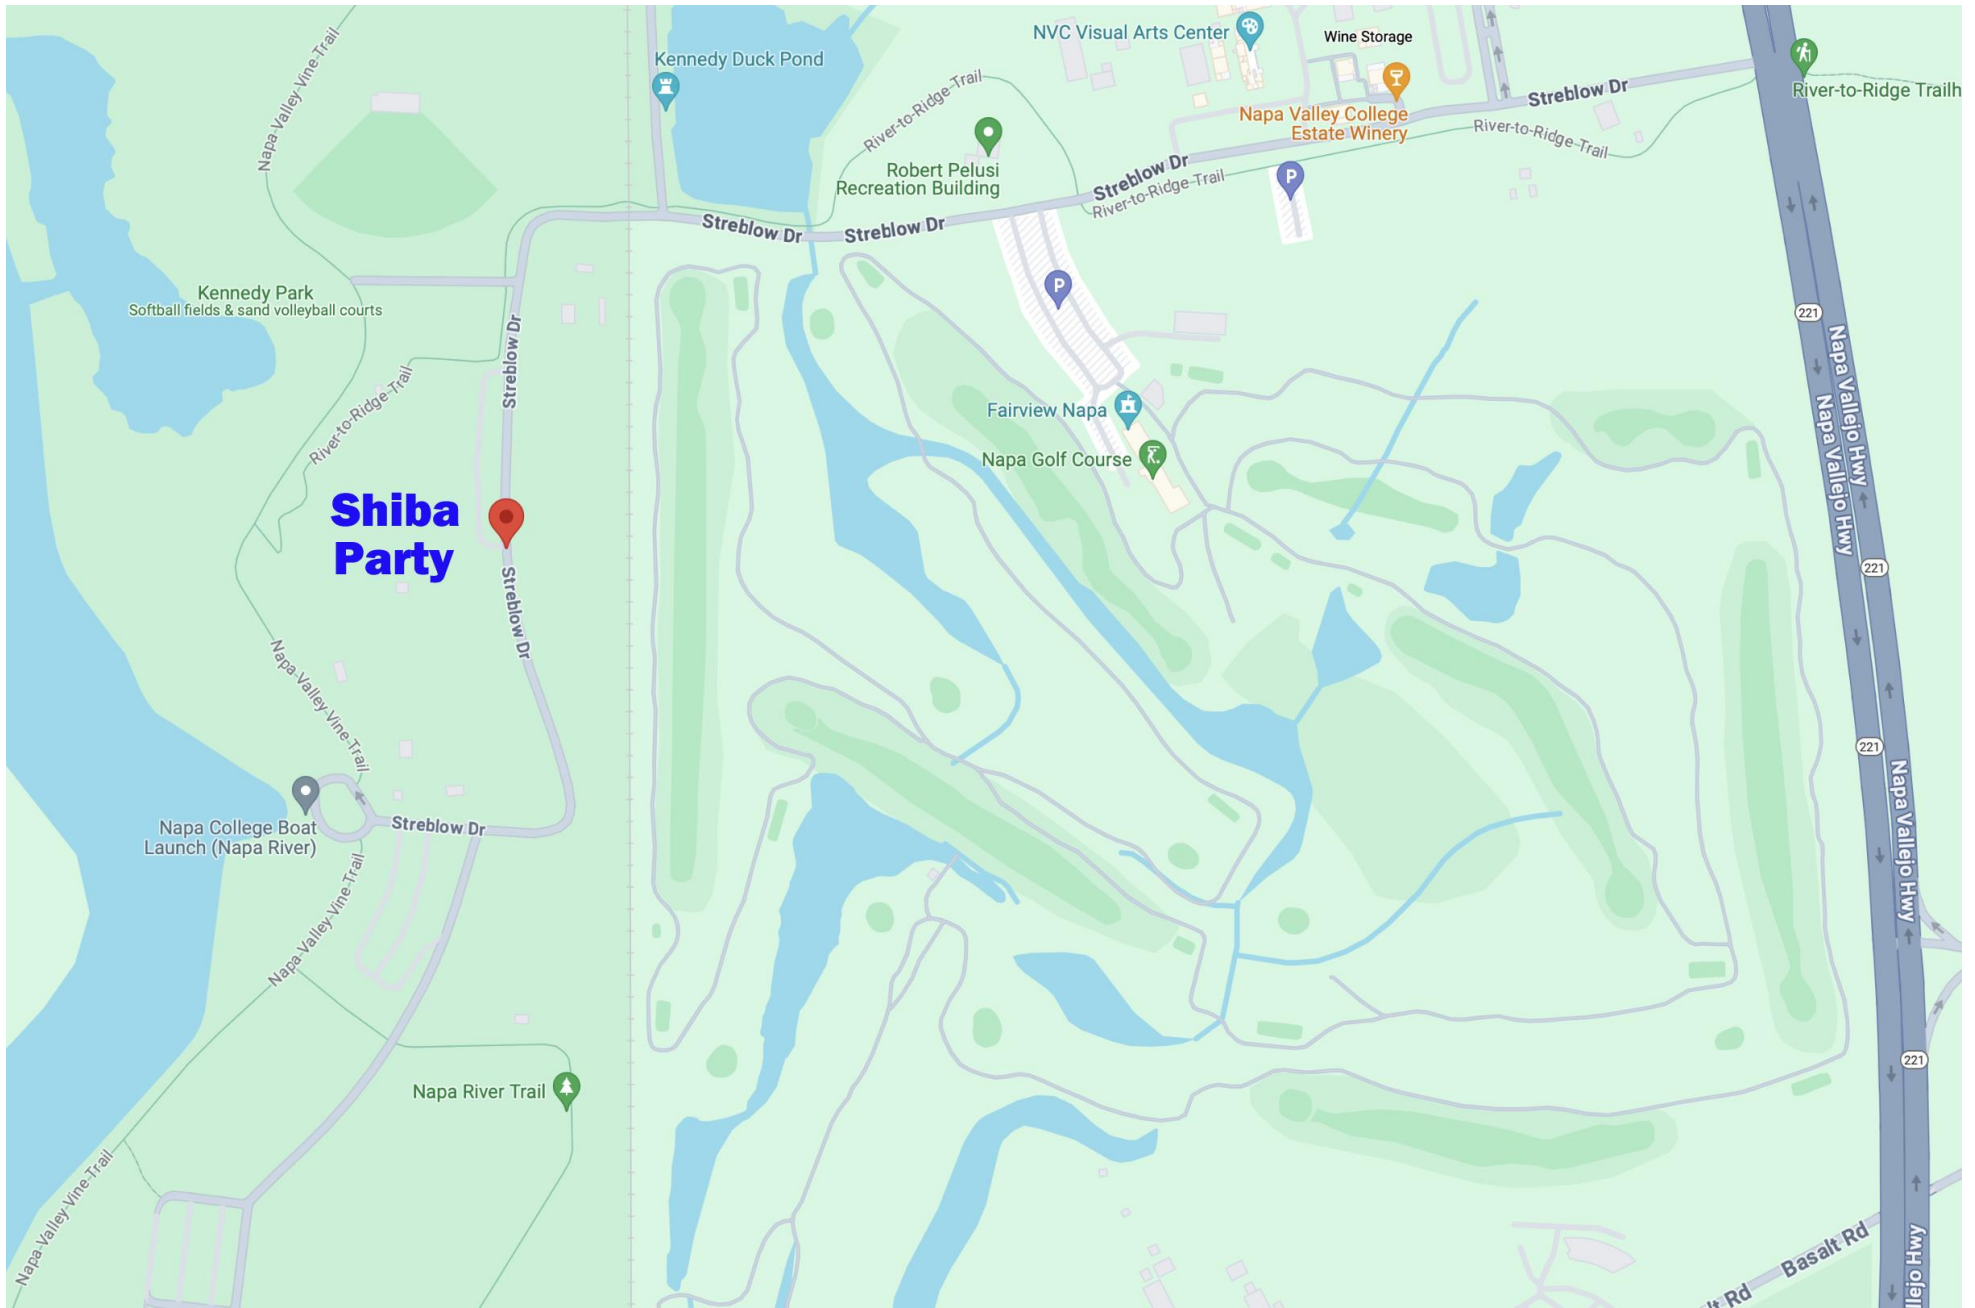 Napa-Valley-Vine-Trail
Kennedy Duck Pond
NVC Visual Arts Center
Wine Storage
River-to-Ridge-Trail
Napa Valley College
Estate Winery
Streblow Dr
River-to-Ridge Trailh
River-to-Ridge Trail
Robert Pelusi
Recreation Building
Streblow Dr
River-to-Ridge Trail
P
Streblow Dr
Streblow Dr
Kennedy Park
Softball fields & sand volleyball courts
P
221
Napa Vallejo Hwy
Napa Vallejo Hwy
Streblow Dr
River-to-Ridge-Trail
Fairview Napa
Napa Golf Course
Shiba
Party
221
Streblow Dr
Napa Valley Vine Trail
221
Napa Vallejo Hwy
Napa College Boat
Launch (Napa River)
Streblow Dr
Napa-Valley-Vine-Trail
221
Napa River Trail
Napa-Valley-Vine-Trail
Basalt Rd
lt Rd
llejo Hwy